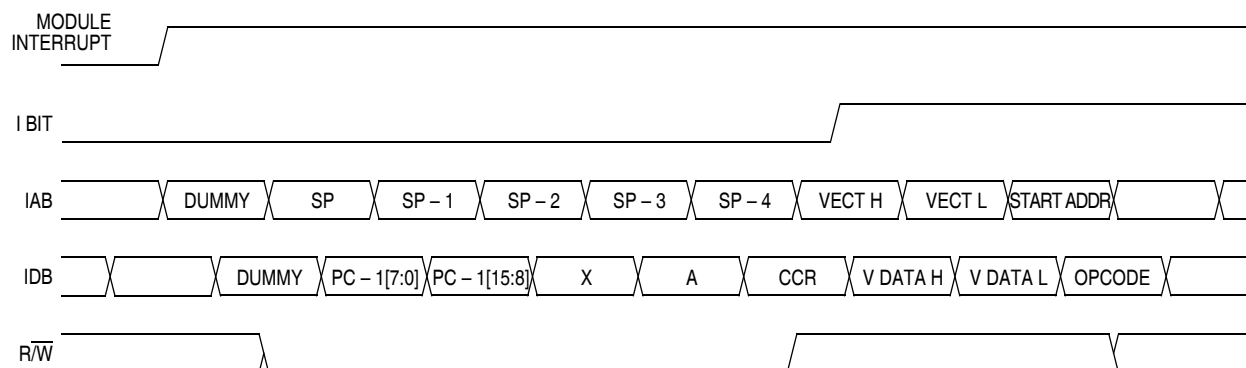 MODULE
INTERRUPT
I BIT
IAB DUMMY SP SP – 1 SP – 2 SP – 3 SP – 4 VECT H VECT L START ADDR
IDB DUMMY PC – 1[7:0] PC – 1[15:8] X A CCR V DATA H V DATA L OPCODE
R/W̅